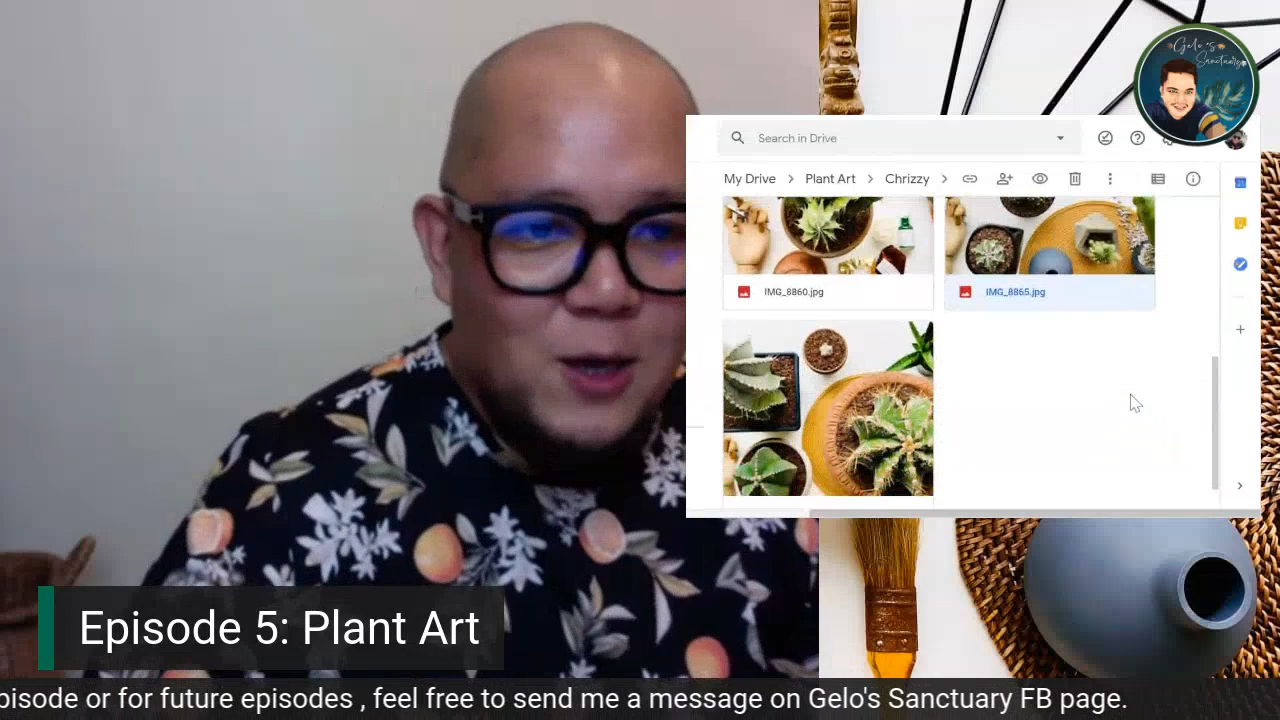 Gelo's
Sanctuary
Search in Drive
My Drive > Plant Art > Chrizzy >
IMG_8860.jpg
IMG_8865.jpg
Episode 5: Plant Art
pisode or for future episodes , feel free to send me a message on Gelo's Sanctuary FB page.